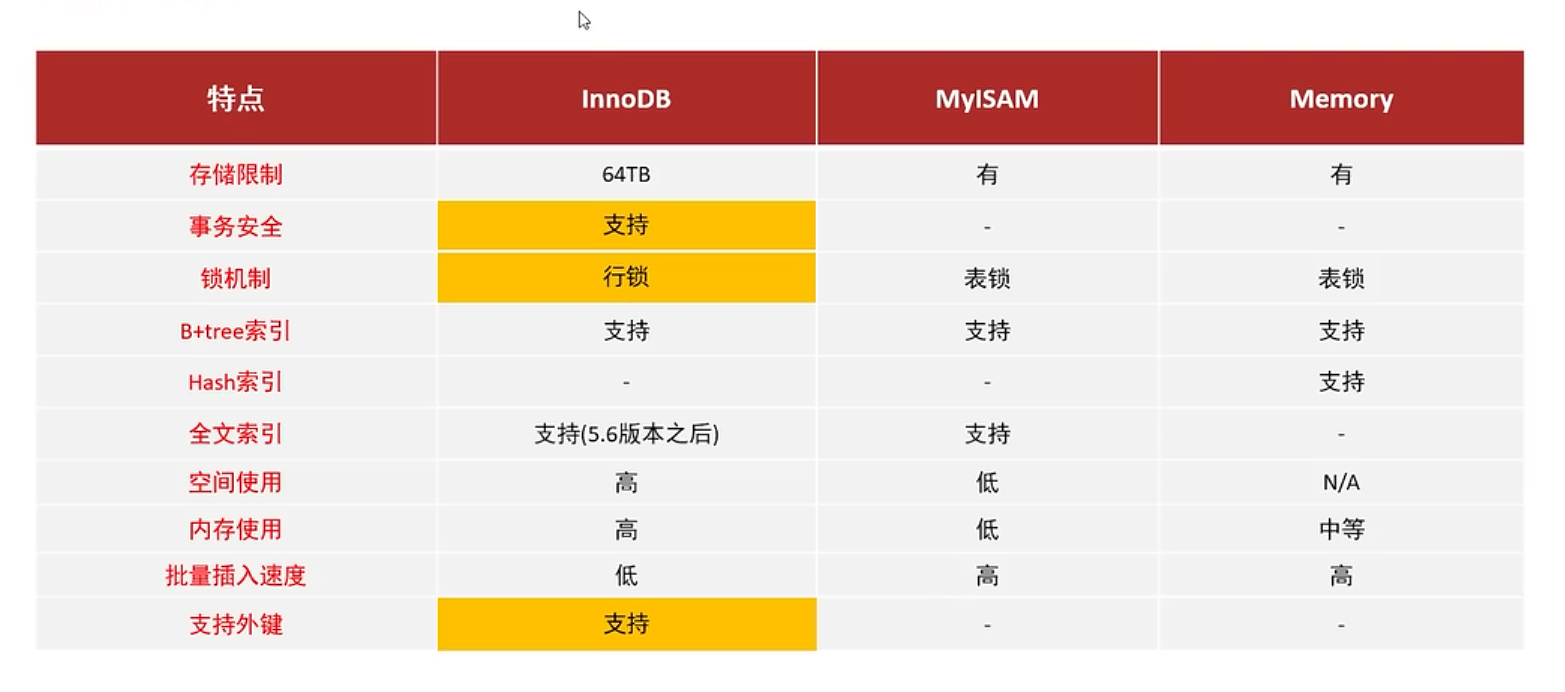 特点 InnoDB MyISAM Memory
存储限制 64TB 有 有
事务安全 支持 - -
锁机制 行锁 表锁 表锁
B+tree索引 支持 支持 支持
Hash索引 - - 支持
全文索引 支持(5.6版本之后) 支持 -
空间使用 高 低 N/A
内存使用 高 低 中等
批量插入速度 低 高 高
支持外键 支持 - -